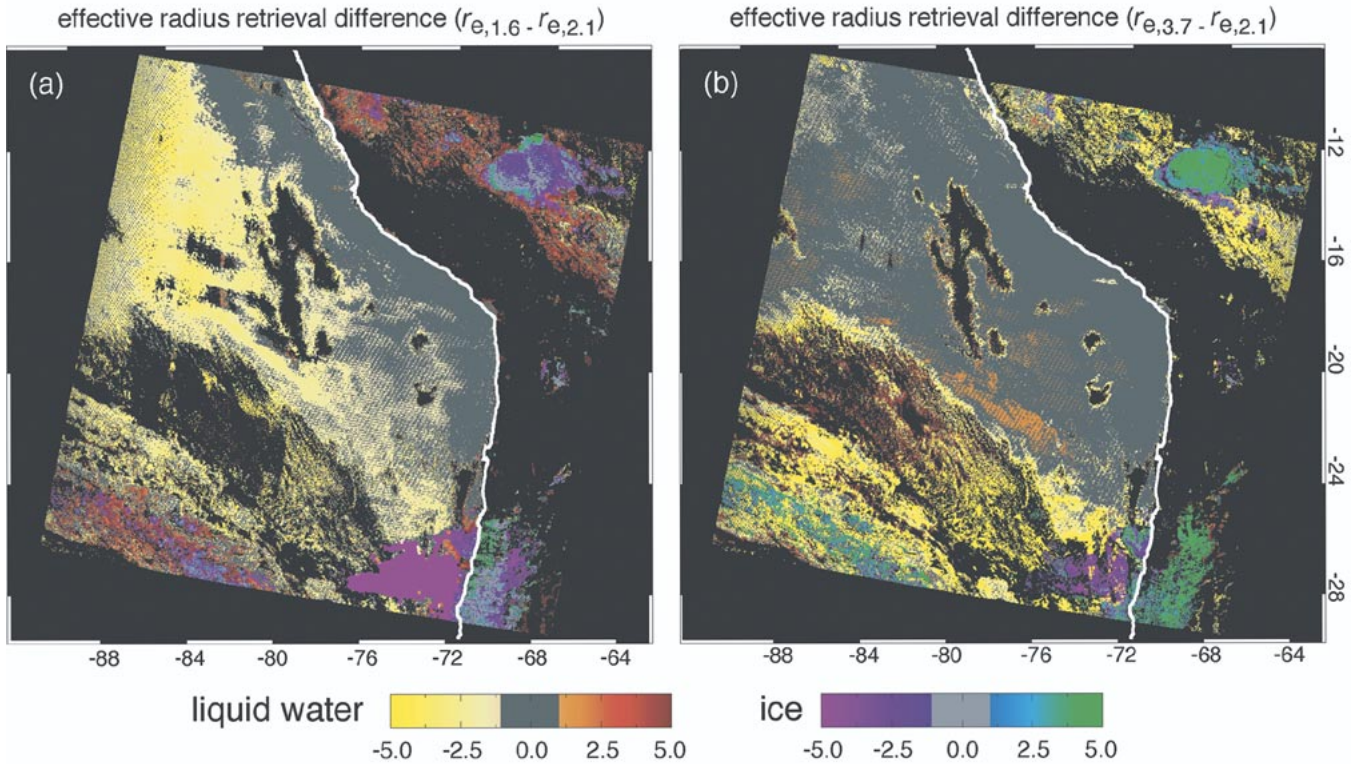 effective radius retrieval difference (re,1.6 - re,2.1)
effective radius retrieval difference (re,3.7 - re,2.1)
(a)
(b)
-12
-16
-20
-24
-28
-88 -84 -80 -76 -72 -68 -64
-88 -84 -80 -76 -72 -68 -64
liquid water
-5.0 -2.5 0.0 2.5 5.0
ice
-5.0 -2.5 0.0 2.5 5.0